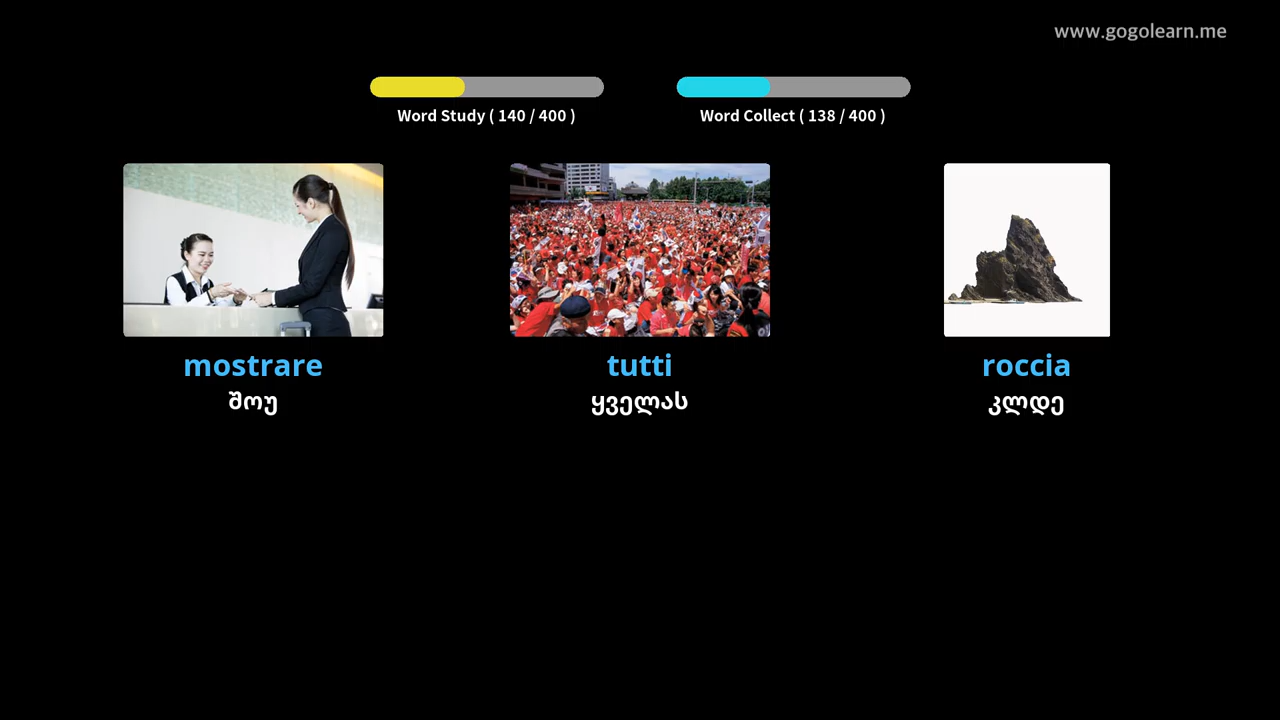 www.gogolearn.me
Word Study ( 140 / 400 )
Word Collect ( 138 / 400 )
mostrare
შოუ
tutti
ყველას
roccia
კლდე